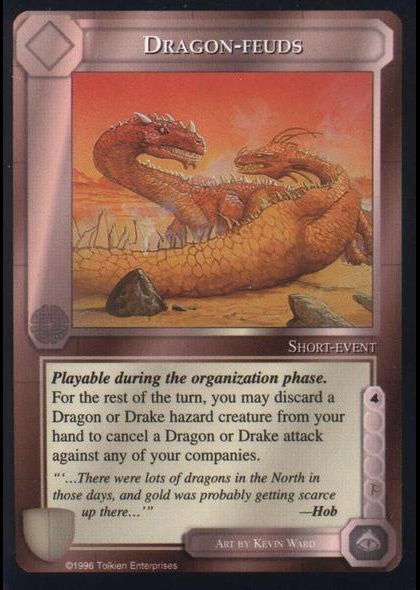 DRAGON-FEUDS
SHORT-EVENT
Playable during the organization phase.
For the rest of the turn, you may discard a
Dragon or Drake hazard creature from your
hand to cancel a Dragon or Drake attack
against any of your companies.
“‘...There were lots of dragons in the North in
those days, and gold was probably getting scarce
up there...’” —Hob
ART BY KEVIN WARD
©1996 Tolkien Enterprises